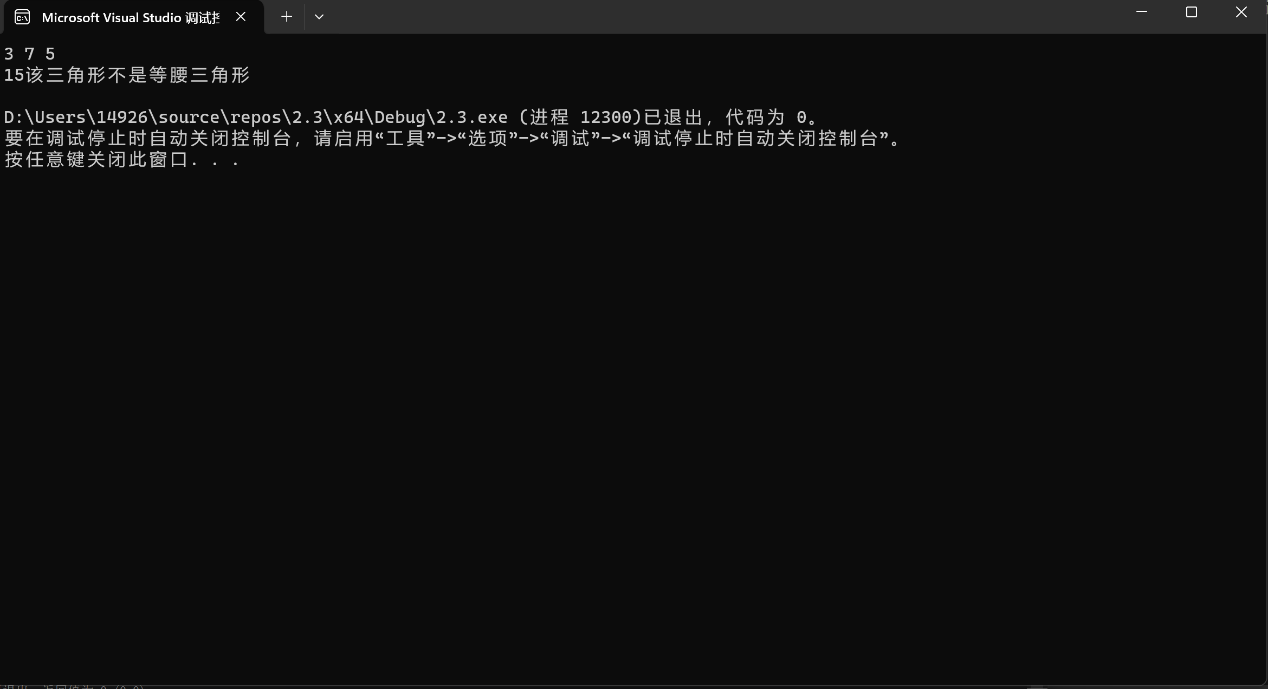 Microsoft Visual Studio 调试
3 7 5
15该三角形不是等腰三角形
D:\Users\14926\source\repos\2.3\x64\Debug\2.3.exe (进程 12300)已退出，代码为 0。
要在调试停止时自动关闭控制台，请启用“工具”->“选项”->“调试”->“调试停止时自动关闭控制台”。
按任意键关闭此窗口. . .